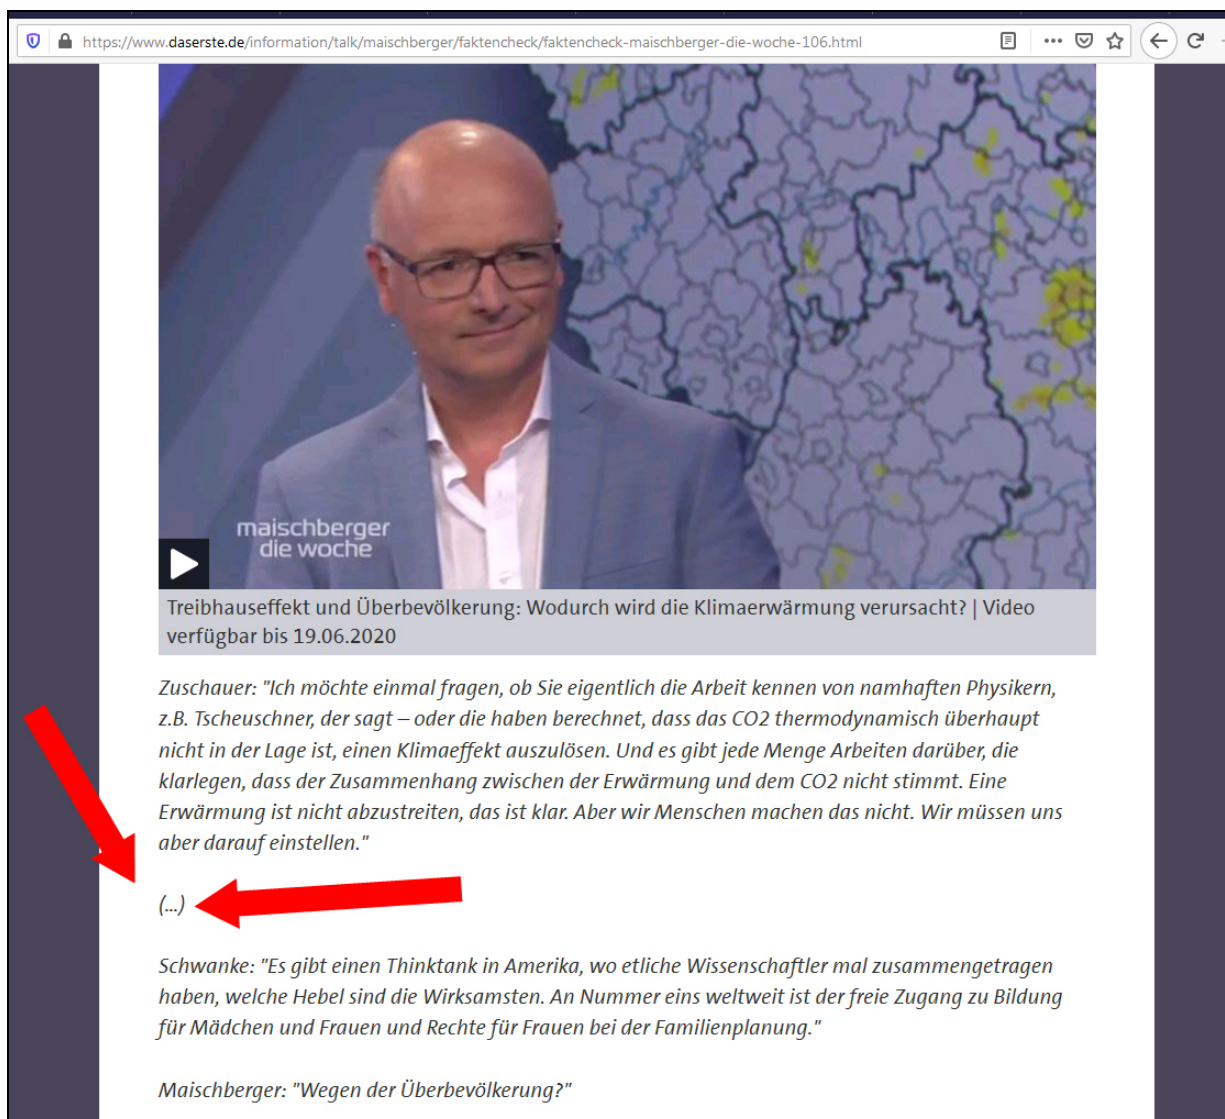 https://www.daserste.de/information/talk/maischberger/faktencheck/faktencheck-maischberger-die-woche-106.html
maischberger
die woche
Treibhauseffekt und Überbevölkerung: Wodurch wird die Klimaerwärmung verursacht? | Video
verfügbar bis 19.06.2020
Zuschauer: "Ich möchte einmal fragen, ob Sie eigentlich die Arbeit kennen von namhaften Physikern,
z.B. Tscheuschner, der sagt – oder die haben berechnet, dass das CO2 thermodynamisch überhaupt
nicht in der Lage ist, einen Klimaeffekt auszulösen. Und es gibt jede Menge Arbeiten darüber, die
klarlegen, dass der Zusammenhang zwischen der Erwärmung und dem CO2 nicht stimmt. Eine
Erwärmung ist nicht abzustreiten, das ist klar. Aber wir Menschen machen das nicht. Wir müssen uns
aber darauf einstellen."
(...)
Schwanke: "Es gibt einen Thinktank in Amerika, wo etliche Wissenschaftler mal zusammengetragen
haben, welche Hebel sind die Wirksamsten. An Nummer eins weltweit ist der freie Zugang zu Bildung
für Mädchen und Frauen und Rechte für Frauen bei der Familienplanung."
Maischberger: "Wegen der Überbevölkerung?"